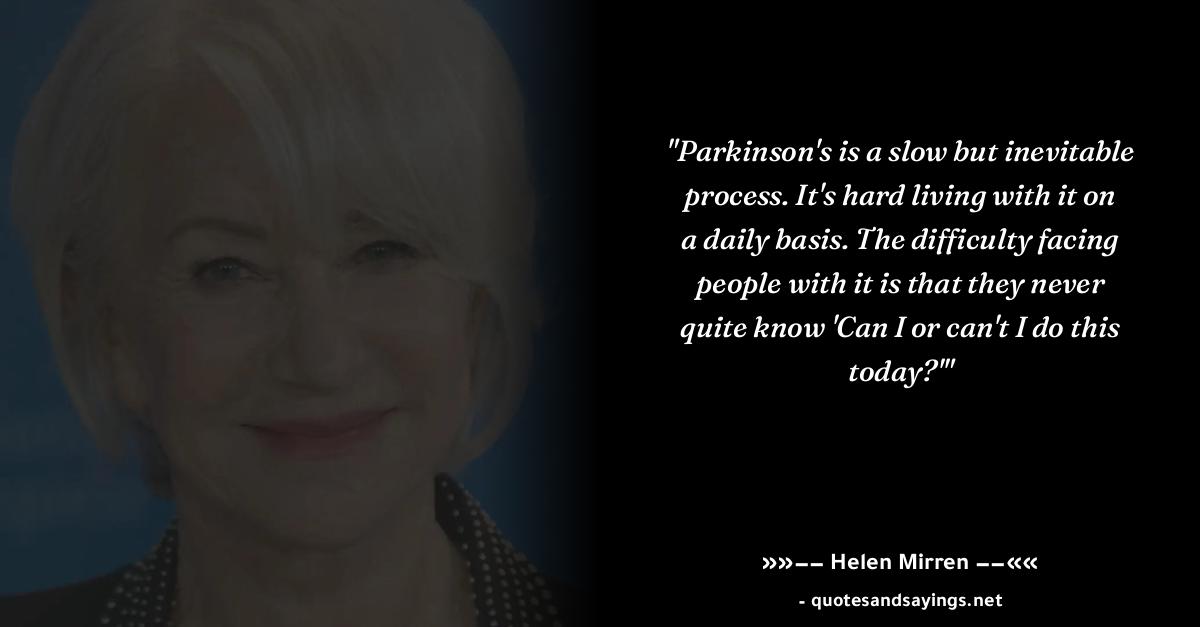 "Parkinson's is a slow but inevitable
process. It's hard living with it on
a daily basis. The difficulty facing
people with it is that they never
quite know 'Can I or can't I do this
today?'"
»»−− Helen Mirren −−««
- quotesandsayings.net